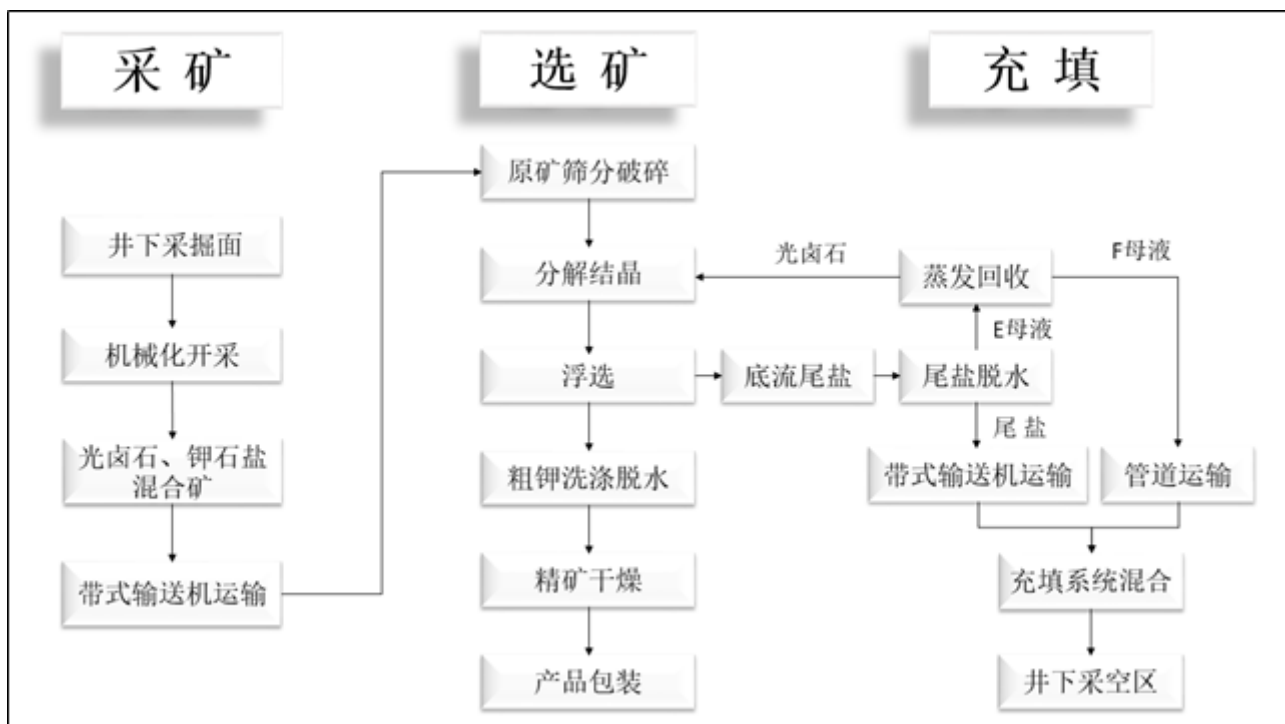 采 矿
选 矿
充 填
井下采掘面
机械化开采
光卤石、钾石盐
混合矿
带式输送机运输
原矿筛分破碎
分解结晶
浮选
粗钾洗涤脱水
精矿干燥
产品包装
底流尾盐
尾盐脱水
E母液
蒸发回收
光卤石
F母液
尾 盐
带式输送机运输
管道运输
充填系统混合
井下采空区